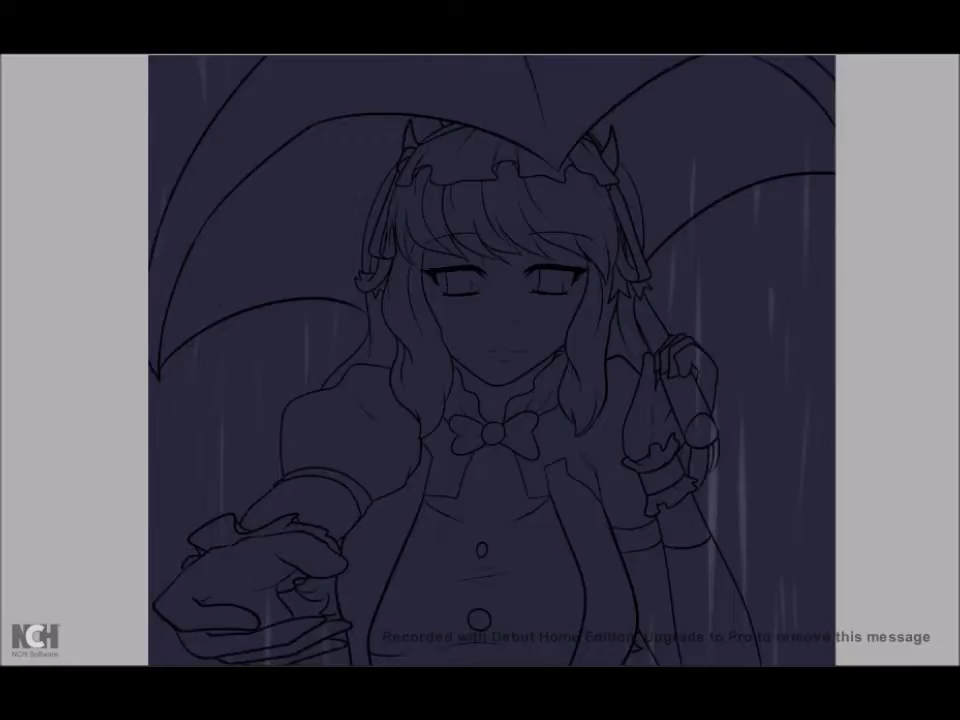 Recorded with Debut Home Edition. Upgrade to Pro to remove this message
NCH
NCH Software